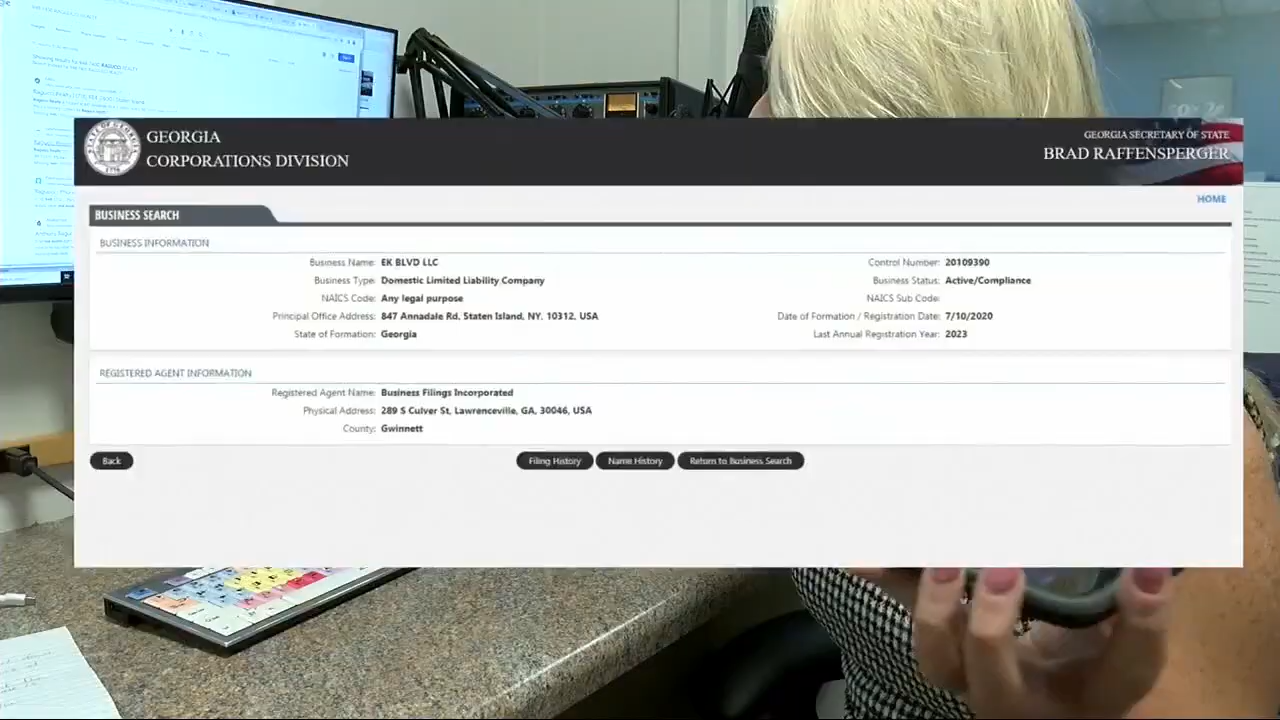 GEORGIA
CORPORATIONS DIVISION
GEORGIA SECRETARY OF STATE
BRAD RAFFENSPERGER
HOME
BUSINESS SEARCH
BUSINESS INFORMATION
Business Name: EK BLVD LLC
Control Number: 20109390
Business Type: Domestic Limited Liability Company
Business Status: Active/Compliance
NAICS Code: Any legal purpose
NAICS Sub Code:
Principal Office Address: 847 Annadale Rd, Staten Island, NY, 10312, USA
Date of Formation / Registration Date: 7/10/2020
State of Formation: Georgia
Last Annual Registration Year: 2023
REGISTERED AGENT INFORMATION
Registered Agent Name: Business Filings Incorporated
Physical Address: 289 S Culver St, Lawrenceville, GA, 30046, USA
County: Gwinnett
Back
Filing History
Name History
Return to Business Search